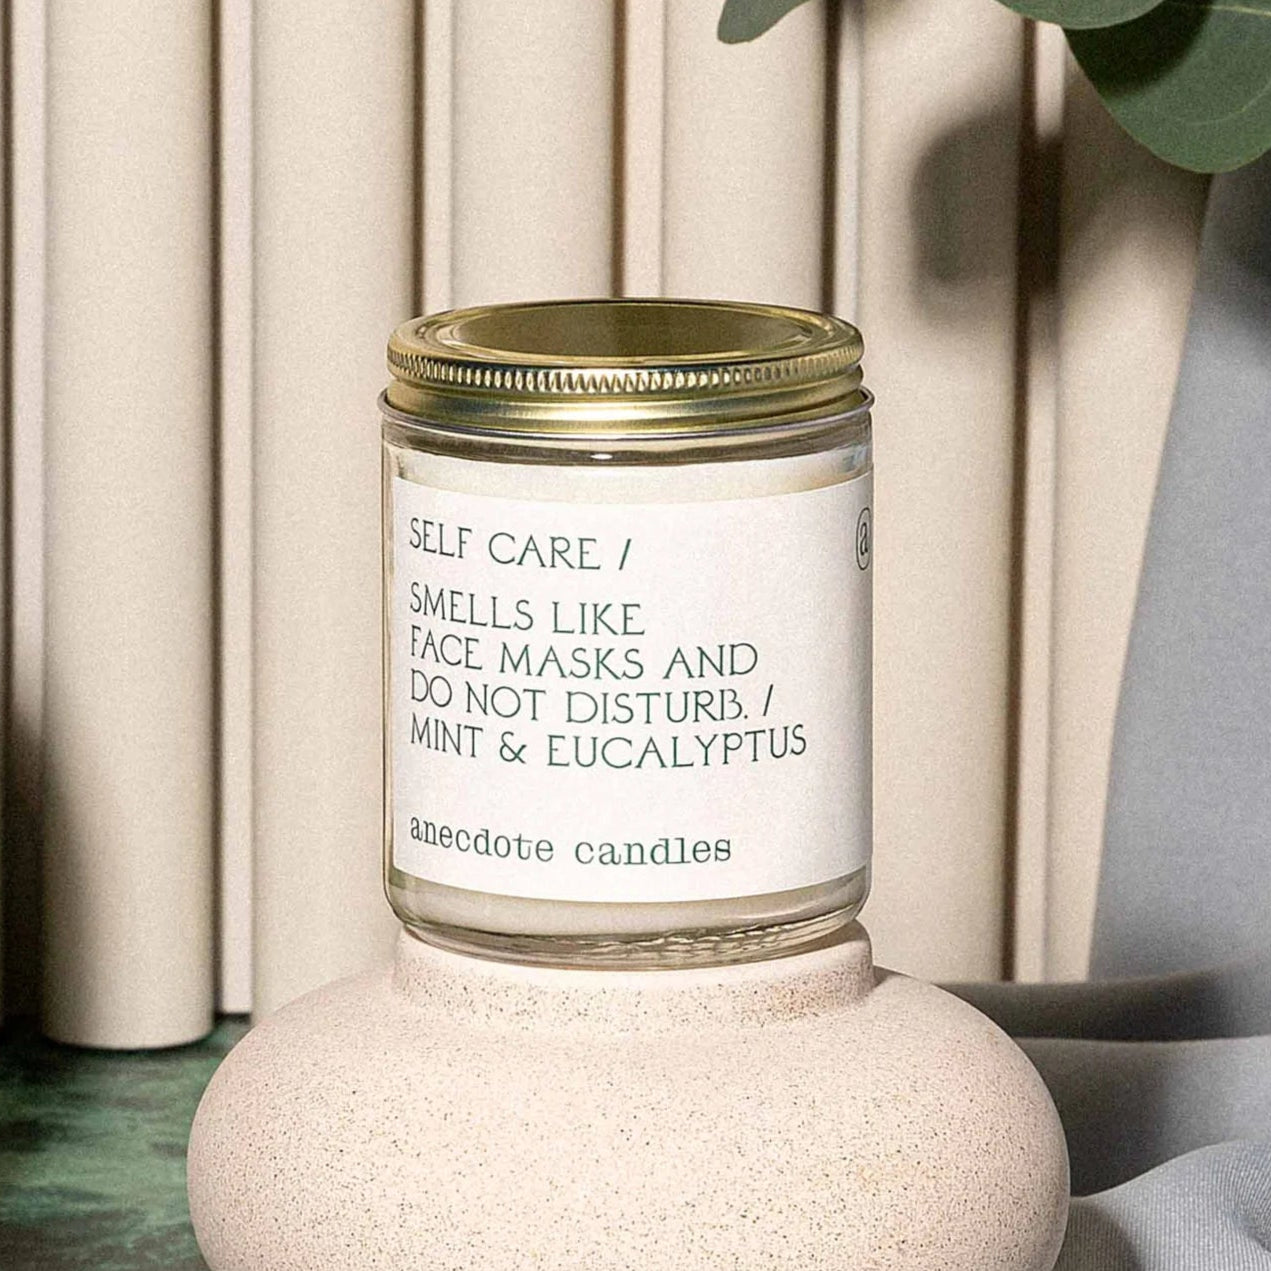 SELF CARE /
SMELLS LIKE
FACE MASKS AND
DO NOT DISTURB. /
MINT & EUCALYPTUS
anecdote candles
a